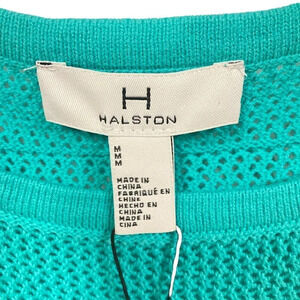 H
HALSTON
M
M
M
MADE IN
CHINA
FABRIQUÉ EN
CHINE
HECHO EN
CHINA
MADE IN
CINA